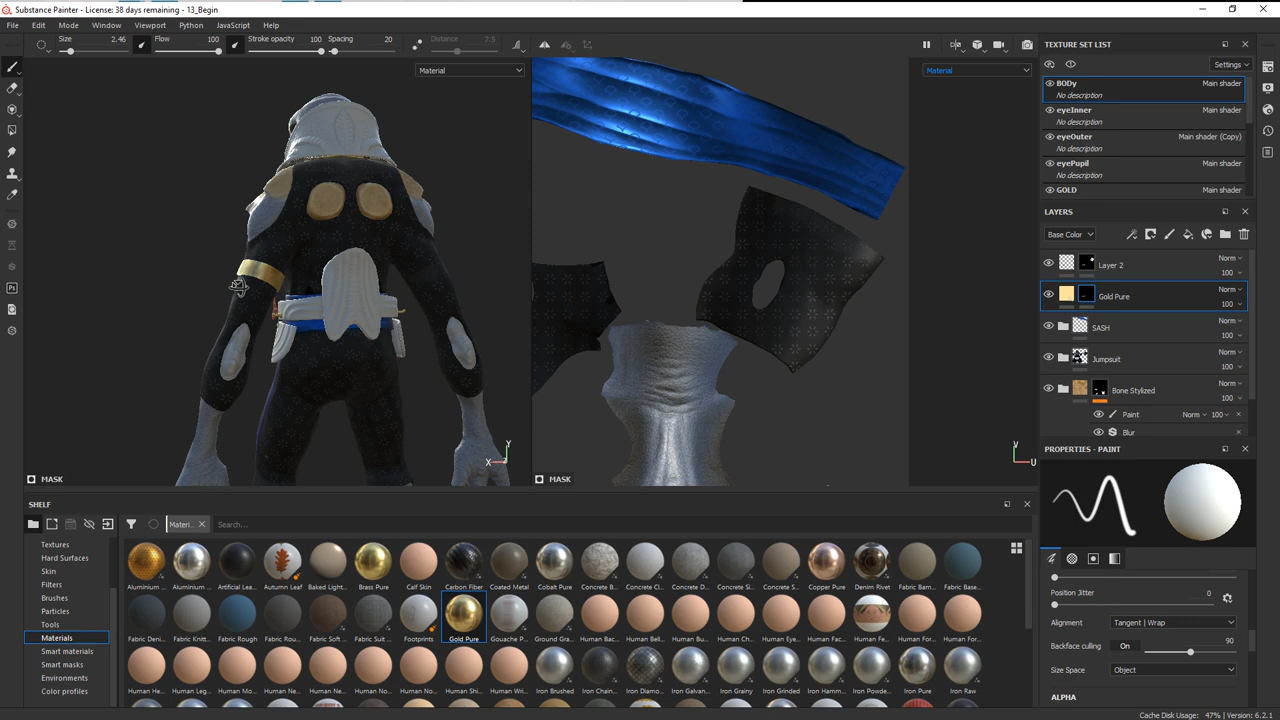 Substance Painter - License: 38 days remaining - 13_Begin
File Edit Mode Window Viewport Python JavaScript Help
Size 2.46 Flow 100 Stroke opacity 100 Spacing 20 Distance 7.5
Material
Material
MASK
MASK
X Y
V U
TEXTURE SET LIST
Settings
BODy Main shader
No description
eyeInner Main shader
No description
eyeOuter Main shader (Copy)
No description
eyePupil Main shader
No description
GOLD Main shader
LAYERS
Base Color
Layer 2 Norm 100
Gold Pure Norm 100
SASH Norm 100
Jumpsuit Norm 100
Bone Stylized Norm 100
Paint Norm 100
Blur
PROPERTIES - PAINT
Position Jitter 0
Alignment Tangent | Wrap
Backface culling On 90
Size Space Object
ALPHA
SHELF
Materi... Search...
Textures
Hard Surfaces
Skin
Filters
Brushes
Particles
Tools
Materials
Smart materials
Smart masks
Environments
Color profiles
Ps
Aluminium ... Aluminium ... Artificial Lea... Autumn Leaf Baked Light... Brass Pure Calf Skin Carbon Fiber Coated Metal Cobalt Pure Concrete B... Concrete Cl... Concrete D... Concrete Si... Concrete S... Copper Pure Denim Rivet Fabric Bam... Fabric Base...
Fabric Deni... Fabric Knitt... Fabric Rough Fabric Rou... Fabric Soft ... Fabric Suit ... Footprints Gold Pure Gouache P... Ground Gra... Human Bac... Human Bell... Human Bu... Human Ch... Human Eye... Human Fac... Human Fe... Human For... Human For...
Human He... Human Leg... Human Mo... Human Ne... Human Ne... Human No... Human No... Human Shi... Human Wri... Iron Brushed Iron Chain... Iron Diamo... Iron Galvan... Iron Grainy Iron Grinded Iron Hamm... Iron Powde... Iron Pure Iron Raw
Cache Disk Usage: 47% | Version: 6.2.1